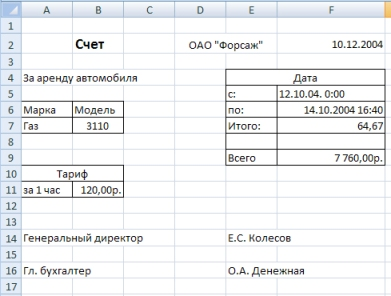 A B C D E F
1
2 Счет ОАО "Форсаж" 10.12.2004
3
4 За аренду автомобиля Дата
5 с: 12.10.04. 0:00
6 Марка Модель по: 14.10.2004 16:40
7 Газ 3110 Итого: 64,67
8
9 Всего 7 760,00р.
10 Тариф
11 за 1 час 120,00р.
12
13
14 Генеральный директор Е.С. Колесов
15
16 Гл. бухгалтер О.А. Денежная
17